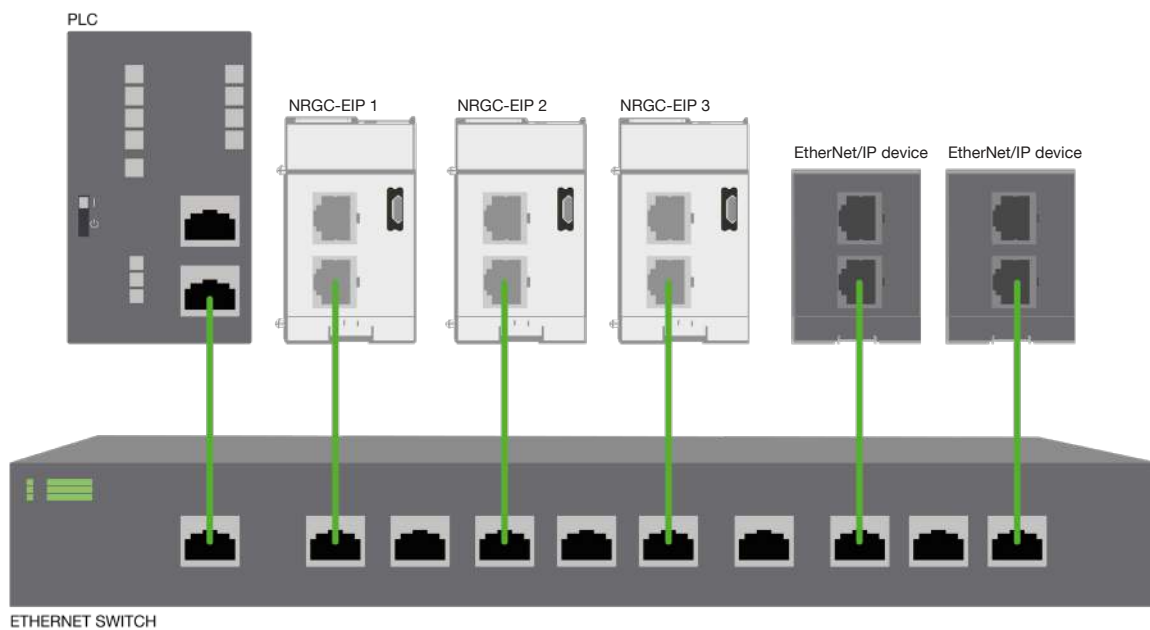 PLC
NRGC-EIP 1
NRGC-EIP 2
NRGC-EIP 3
EtherNet/IP device
EtherNet/IP device
ETHERNET SWITCH